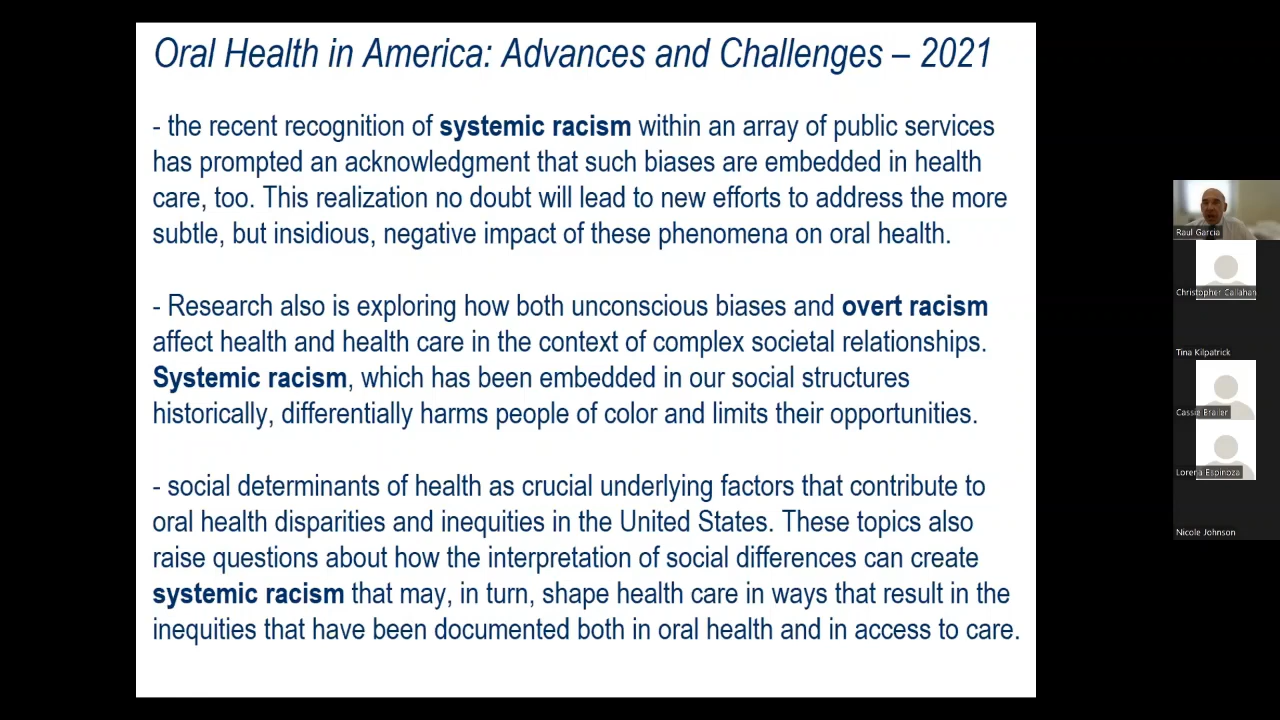 Oral Health in America: Advances and Challenges – 2021
- the recent recognition of systemic racism within an array of public services
has prompted an acknowledgment that such biases are embedded in health
care, too. This realization no doubt will lead to new efforts to address the more
subtle, but insidious, negative impact of these phenomena on oral health.
- Research also is exploring how both unconscious biases and overt racism
affect health and health care in the context of complex societal relationships.
Systemic racism, which has been embedded in our social structures
historically, differentially harms people of color and limits their opportunities.
- social determinants of health as crucial underlying factors that contribute to
oral health disparities and inequities in the United States. These topics also
raise questions about how the interpretation of social differences can create
systemic racism that may, in turn, shape health care in ways that result in the
inequities that have been documented both in oral health and in access to care.
Raul Garcia
Christopher Callahan
Tina Kilpatrick
Cassie
Lorena Espinoza
Nicole Johnson